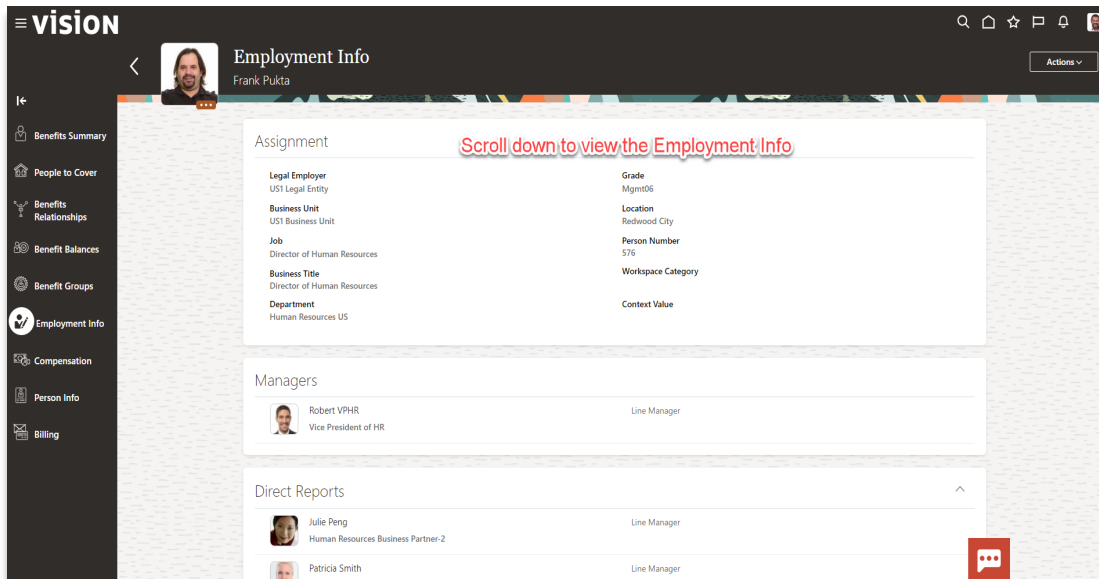 vision
Employment Info
Frank Pukta
Actions
Benefits Summary
People to Cover
Benefits
Relationships
Benefit Balances
Benefit Groups
Employment Info
Compensation
Person Info
Billing
Assignment
Scroll down to view the Employment Info
Legal Employer
US1 Legal Entity
Business Unit
US1 Business Unit
Job
Director of Human Resources
Business Title
Director of Human Resources
Department
Human Resources US
Grade
Mgmt06
Location
Redwood City
Person Number
576
Workspace Category
Context Value
Managers
Robert VPHR
Vice President of HR
Line Manager
Direct Reports
Julie Peng
Human Resources Business Partner-2
Line Manager
Patricia Smith
Line Manager